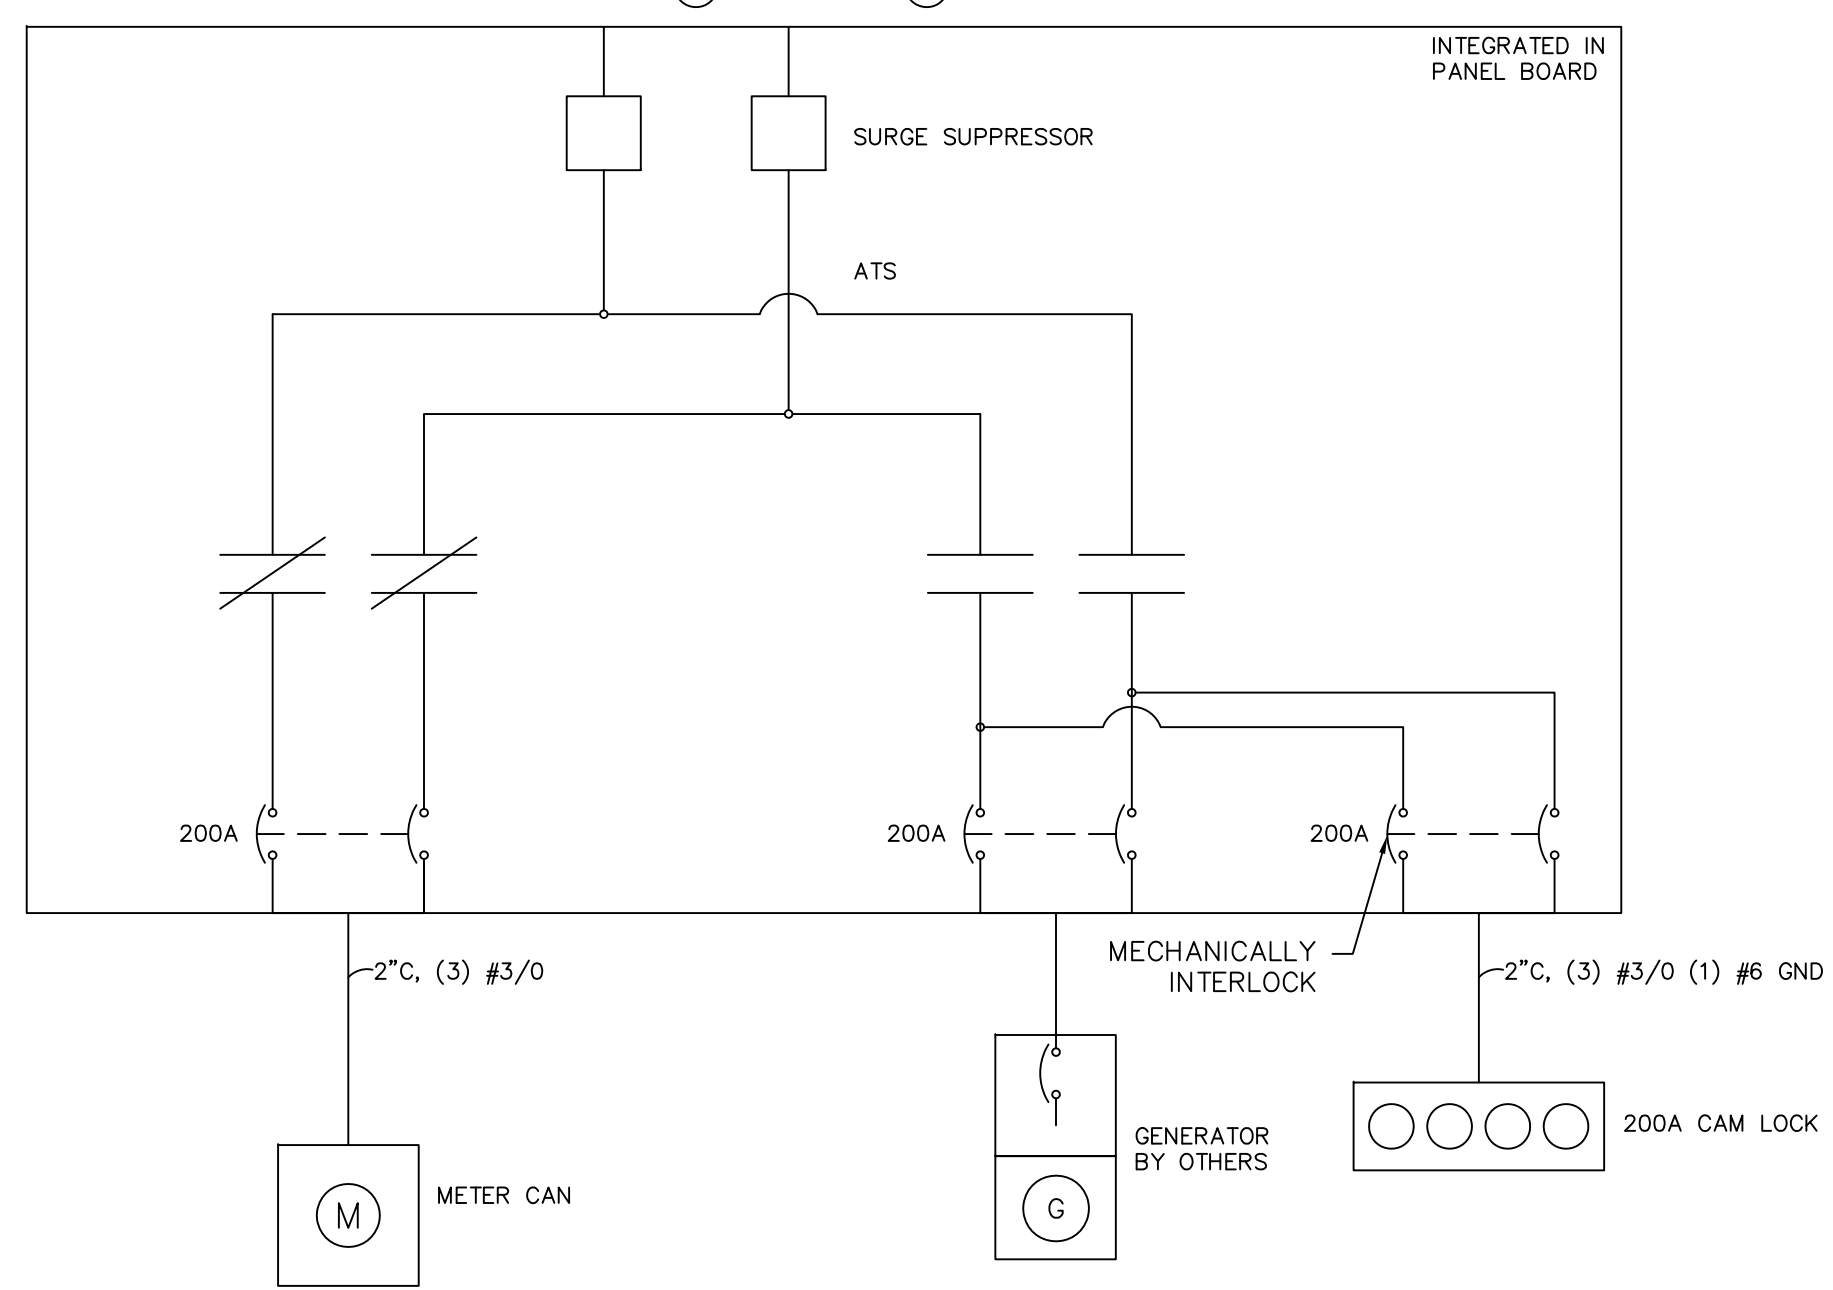 INTEGRATED IN
PANEL BOARD
SURGE SUPPRESSOR
ATS
200A
200A
200A
MECHANICALLY
INTERLOCK
2"C, (3) #3/0
2"C, (3) #3/0 (1) #6 GND
GENERATOR
BY OTHERS
200A CAM LOCK
METER CAN
M
G